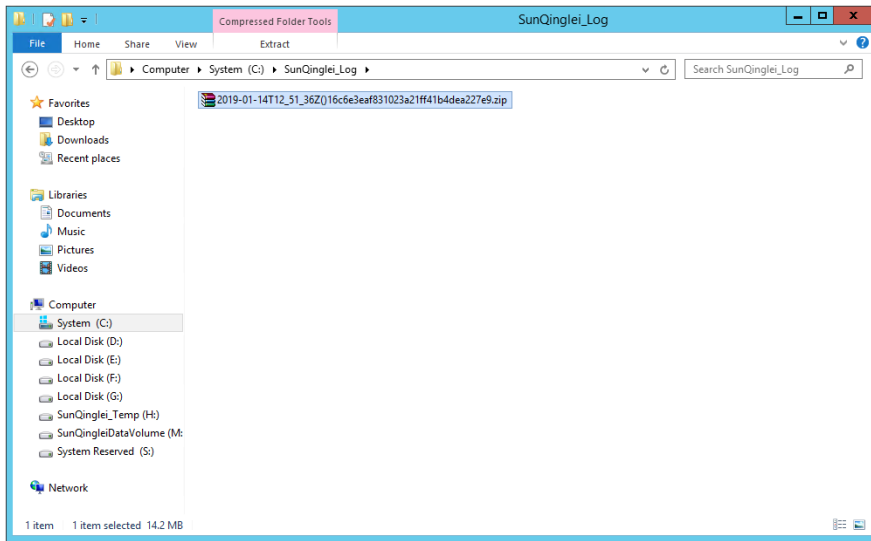 Compressed Folder Tools
SunQinglei_Log
File Home Share View Extract
Computer System (C:) SunQinglei_Log
Search SunQinglei_Log
Favorites
Desktop
Downloads
Recent places
Libraries
Documents
Music
Pictures
Videos
Computer
System (C:)
Local Disk (D:)
Local Disk (E:)
Local Disk (F:)
Local Disk (G:)
SunQinglei_Temp (H:)
SunQingleiDataVolume (M:
System Reserved (S:)
Network
2019-01-14T12_51_36Z()16c6e3eaf831023a21ff41b4dea227e9.zip
1 item 1 item selected 14.2 MB